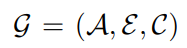 𝒢 = (𝒜, ℰ, 𝒞)